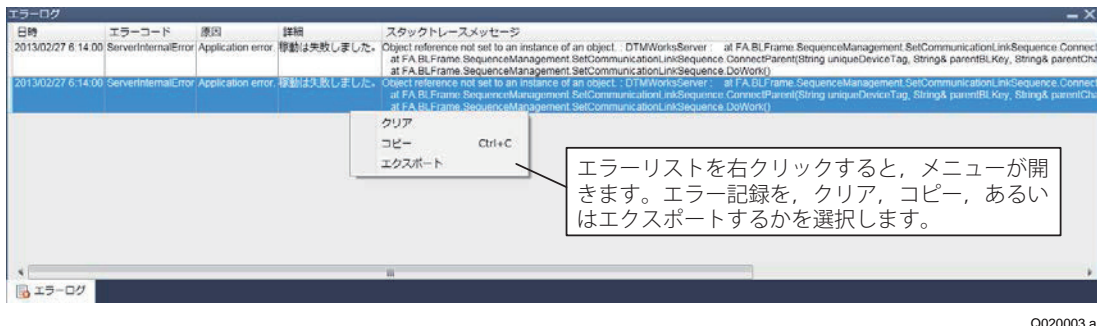 エラーログ
日時 エラーコード 原因 詳細 スタックトレースメッセージ
2013/02/27 6:14:00 ServerInternalError Application error. 稼動は失敗しました。 Object reference not set to an instance of an object. : DTMWorksServer : at FA.BLFrame.SequenceManagement.SetCommunicationLinkSequence.Connect
at FA.BLFrame.SequenceManagement.SetCommunicationLinkSequence.ConnectParent(String uniqueDeviceTag, String& parentBLKey, String& parentCha
at FA.BLFrame.SequenceManagement.SetCommunicationLinkSequence.DoWork()
2013/02/27 6:14:00 ServerInternalError Application error. 稼動は失敗しました。 Object reference not set to an instance of an object. : DTMWorksServer : at FA.BLFrame.SequenceManagement.SetCommunicationLinkSequence.Connect
at FA.BLFrame.SequenceManagement.SetCommunicationLinkSequence.ConnectParent(String uniqueDeviceTag, String& parentBLKey, String& parentCha
at FA.BLFrame.SequenceManagement.SetCommunicationLinkSequence.DoWork()
クリア
コピー Ctrl+C
エクスポート
エラーリストを右クリックすると，メニューが開
きます。エラー記録を，クリア，コピー，あるい
はエクスポートするかを選択します。
エラーログ
O020003.a